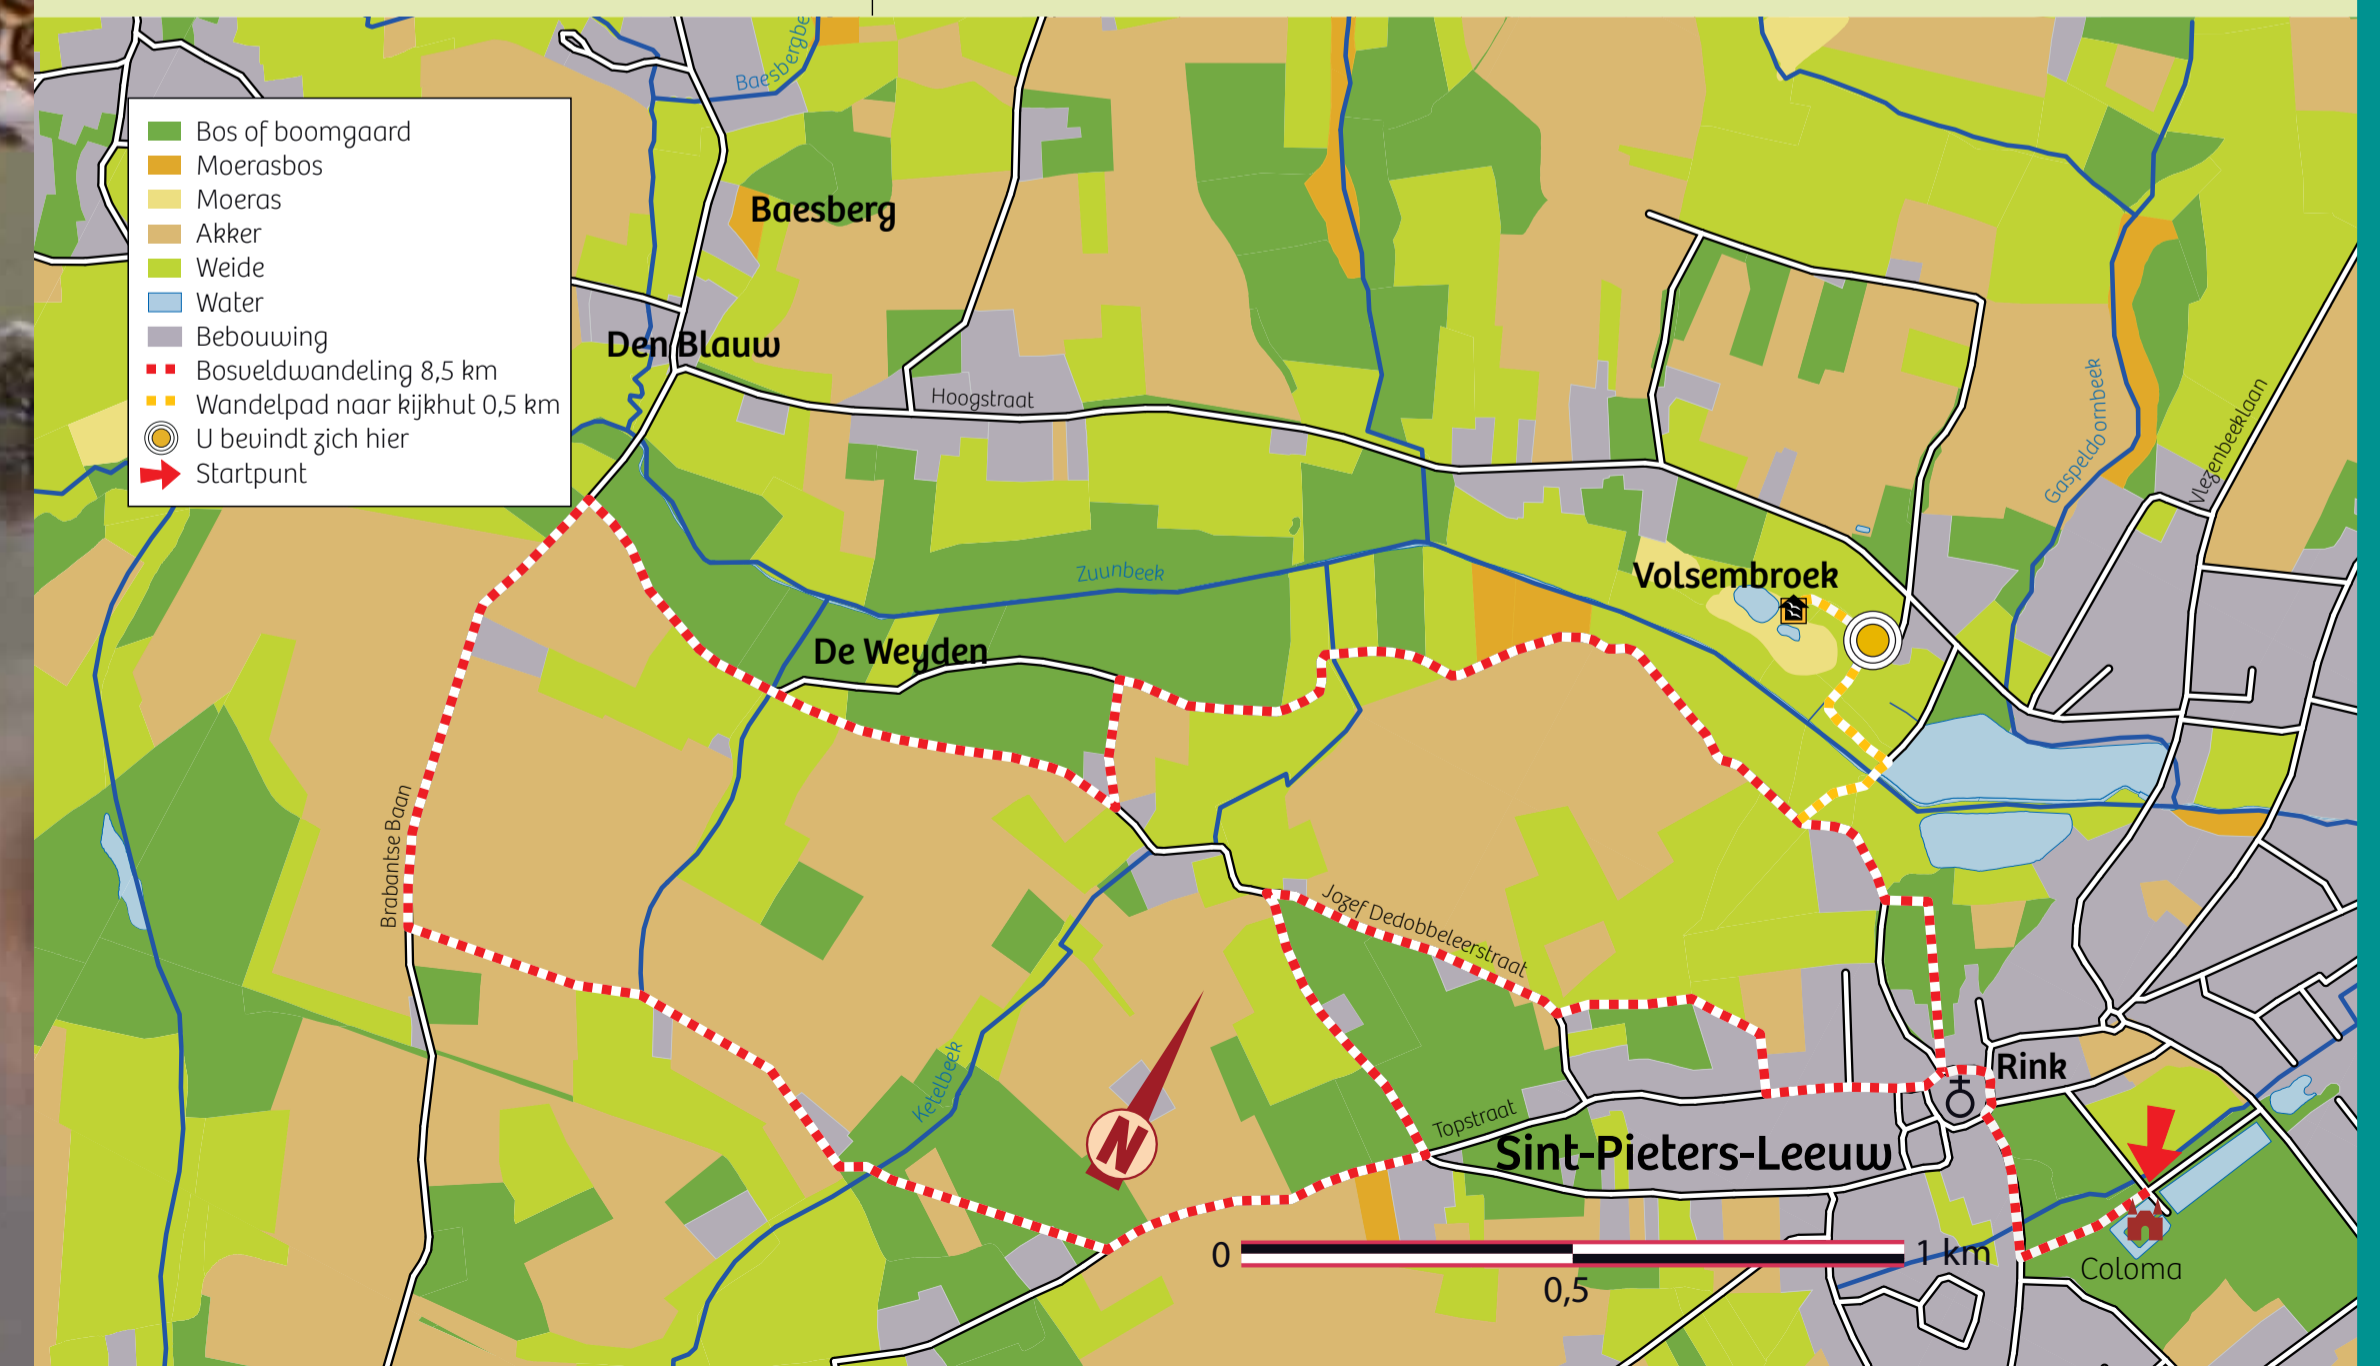 Baesbergbe
Bos of boomgaard
Moerasbos
Moeras
Akker
Weide
Water
Bebouwing
Bosveldwandeling 8,5 km
Wandelpad naar kijkhut 0,5 km
U bevindt zich hier
Startpunt
Baesberg
Den Blauw
Hoogstraat
Gaspeldoornbeek
Vlezenbeeklaan
Zuunbeek
Volsembroek
De Weyden
Brabantse Baan
Jozef Dedobbeleerstraat
Ketelbeek
N
Topstraat
Rink
Sint-Pieters-Leeuw
0
1 km
0,5
Coloma